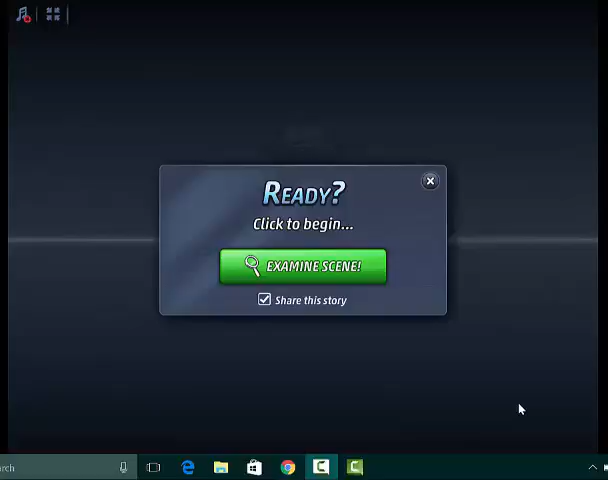 READY?
Click to begin...
EXAMINE SCENE!
Share this story
rch